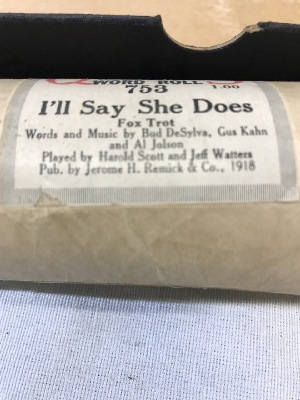 WORD ROLL
753 1.00
I'll Say She Does
Fox Trot
Words and Music by Bud DeSylva, Gus Kahn
and Al Jolson
Played by Harold Scott and Jeff Watters
Pub. by Jerome H. Remick & Co., 1918